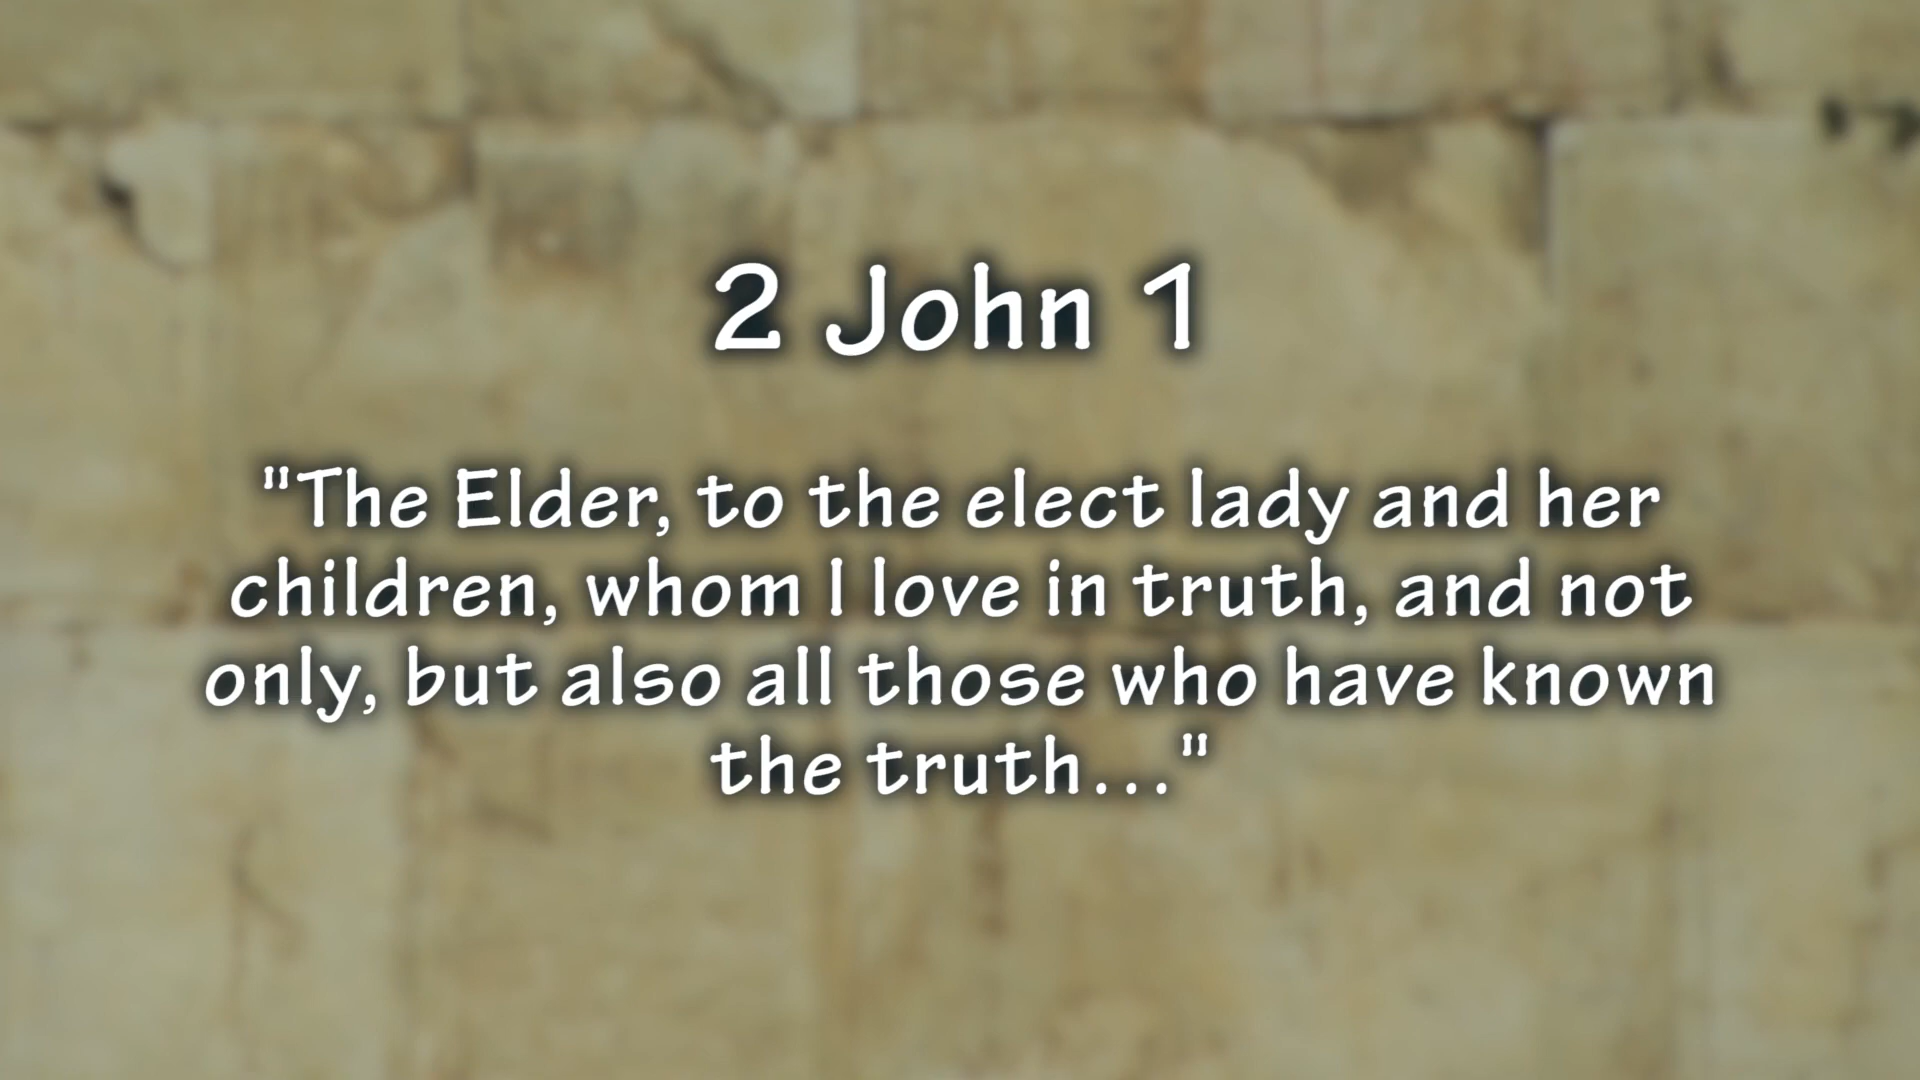 2 John 1
"The Elder, to the elect lady and her
children, whom I love in truth, and not
only, but also all those who have known
the truth..."